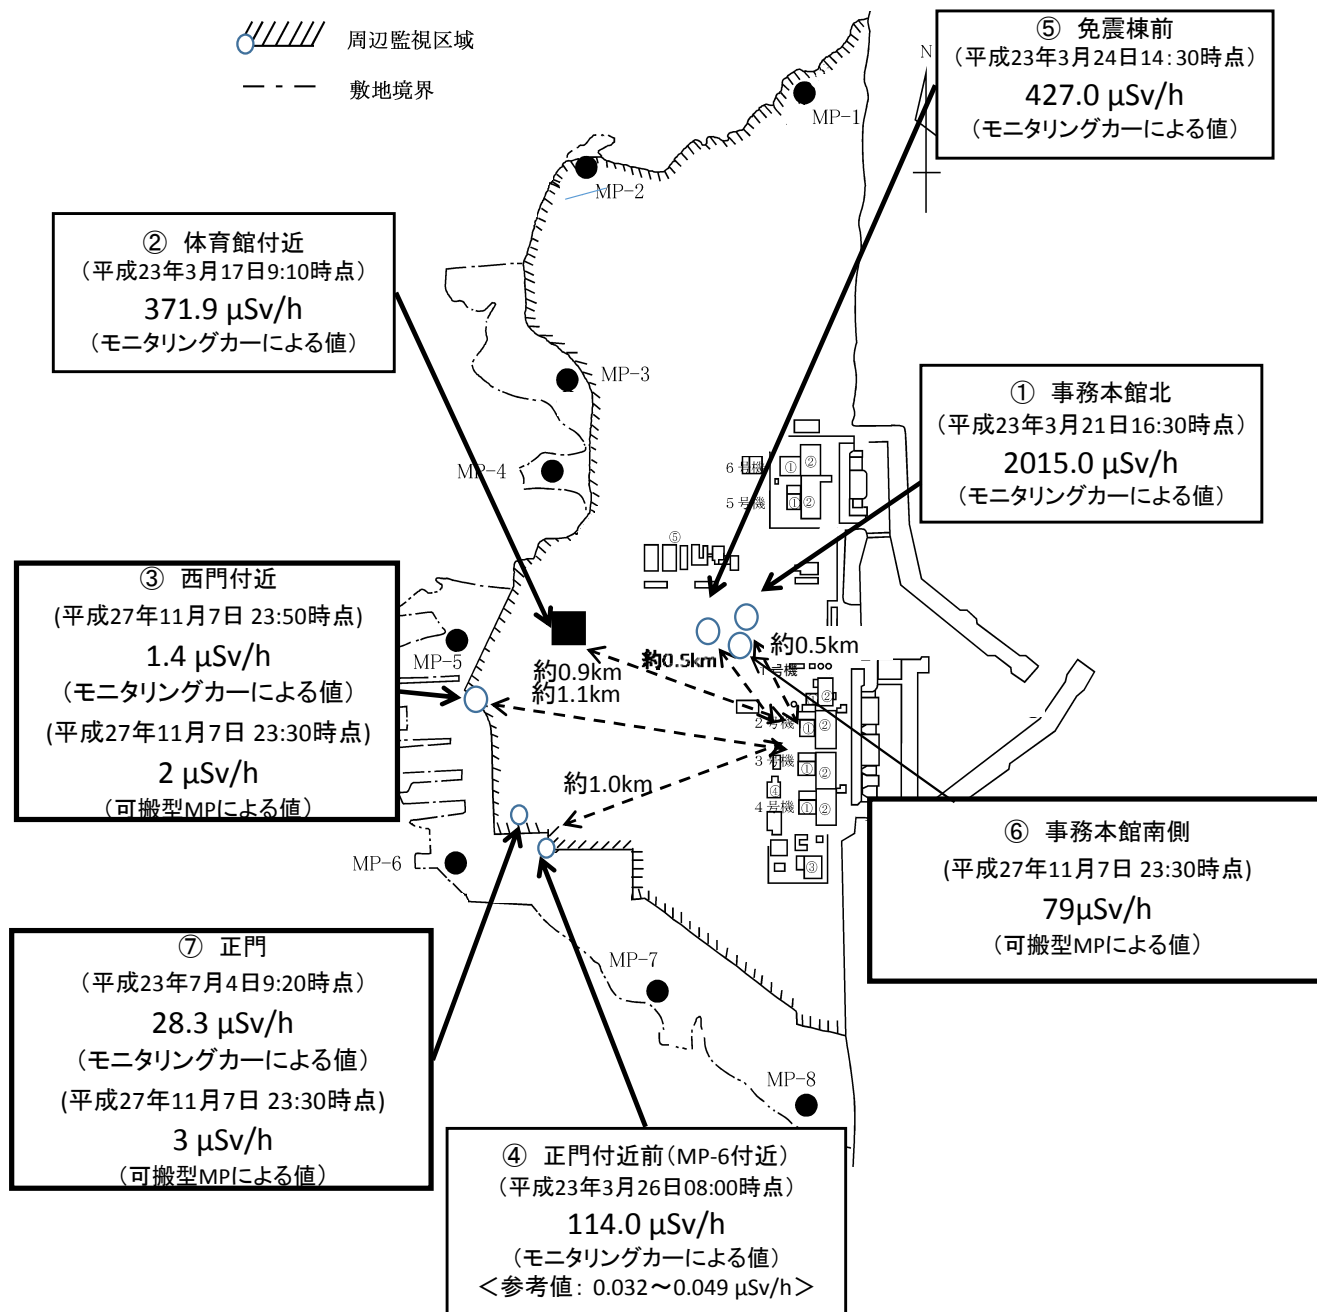 周辺監視区域
敷地境界
⑤ 免震棟前
(平成23年3月24日14:30時点)
427.0 μSv/h
(モニタリングカーによる値)
N
MP-1
MP-2
② 体育館付近
(平成23年3月17日9:10時点)
371.9 μSv/h
(モニタリングカーによる値)
MP-3
① 事務本館北
(平成23年3月21日16:30時点)
2015.0 μSv/h
(モニタリングカーによる値)
MP-4
6号機
① ②
5号機
① ②
⑤
③ 西門付近
(平成27年11月7日 23:50時点)
1.4 μSv/h
(モニタリングカーによる値)
(平成27年11月7日 23:30時点)
2 μSv/h
(可搬型MPによる値)
MP-5
約0.9km
約1.1km
約0.5km
約0.5km
1号機
②
2号機
① ②
3号機
① ②
約1.0km
④
4号機
① ②
③
MP-6
⑥ 事務本館南側
(平成27年11月7日 23:30時点)
79μSv/h
(可搬型MPによる値)
⑦ 正門
(平成23年7月4日9:20時点)
28.3 μSv/h
(モニタリングカーによる値)
(平成27年11月7日 23:30時点)
3 μSv/h
(可搬型MPによる値)
MP-7
MP-8
④ 正門付近前(MP-6付近)
(平成23年3月26日08:00時点)
114.0 μSv/h
(モニタリングカーによる値)
<参考値: 0.032～0.049 μSv/h>